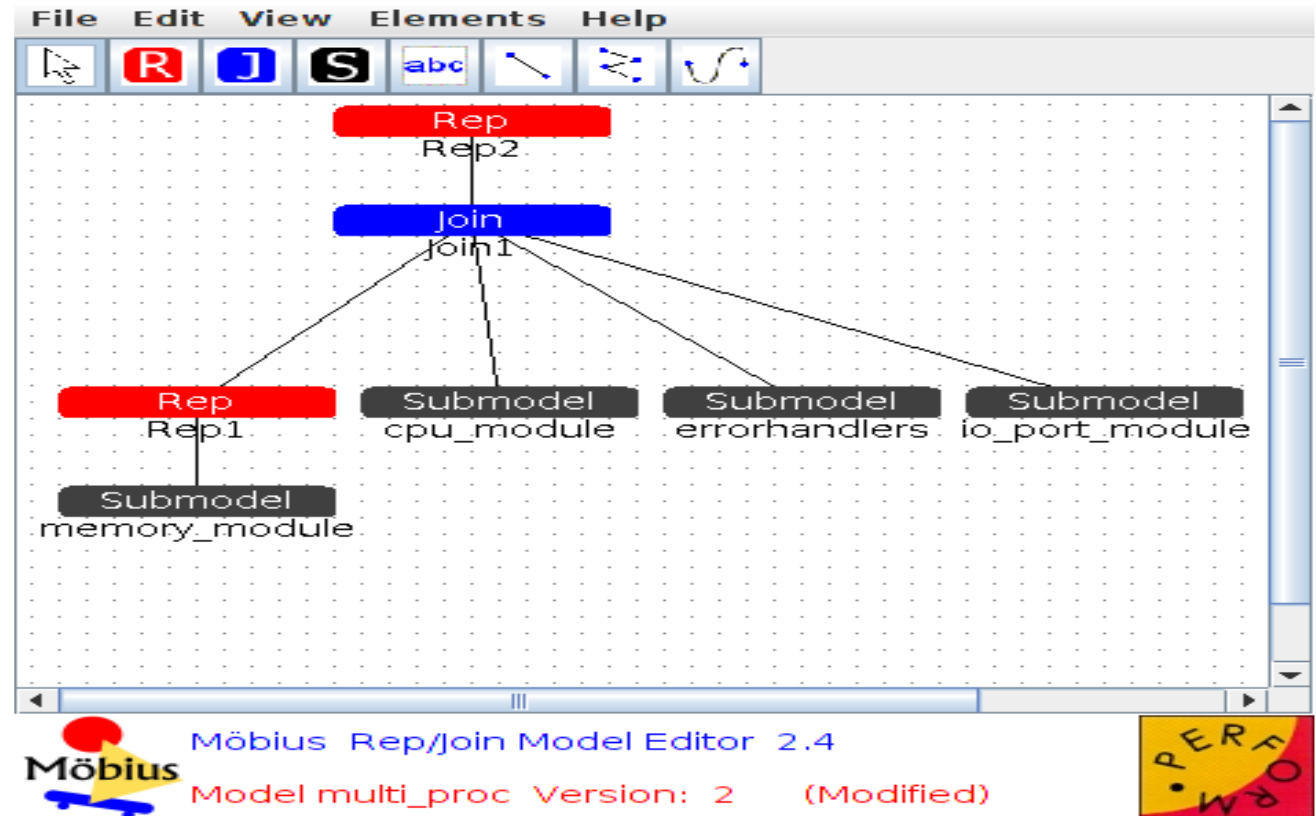 File Edit View Elements Help
R J S abc
Rep
Rep2
Join
Join1
Rep Submodel Submodel Submodel
Rep1 cpu_module errorhandlers io_port_module
Submodel
memory_module
Möbius Rep/Join Model Editor 2.4
Möbius
Model multi_proc Version: 2 (Modified)
PERFORM